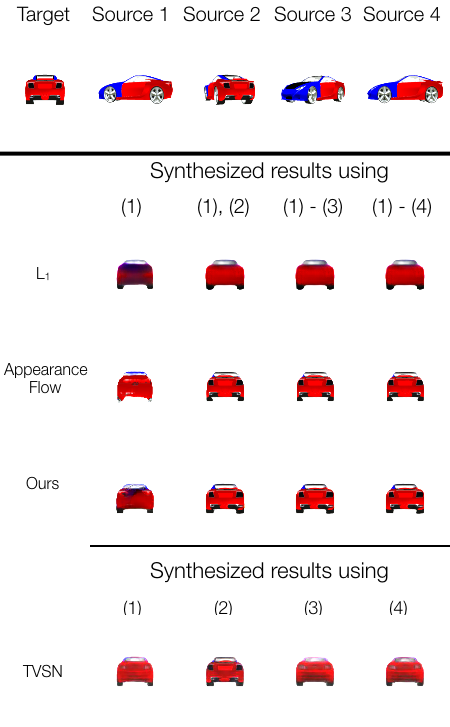 Target Source 1 Source 2 Source 3 Source 4
Synthesized results using
(1) (1), (2) (1) - (3) (1) - (4)
L₁
Appearance
Flow
Ours
Synthesized results using
(1) (2) (3) (4)
TVSN